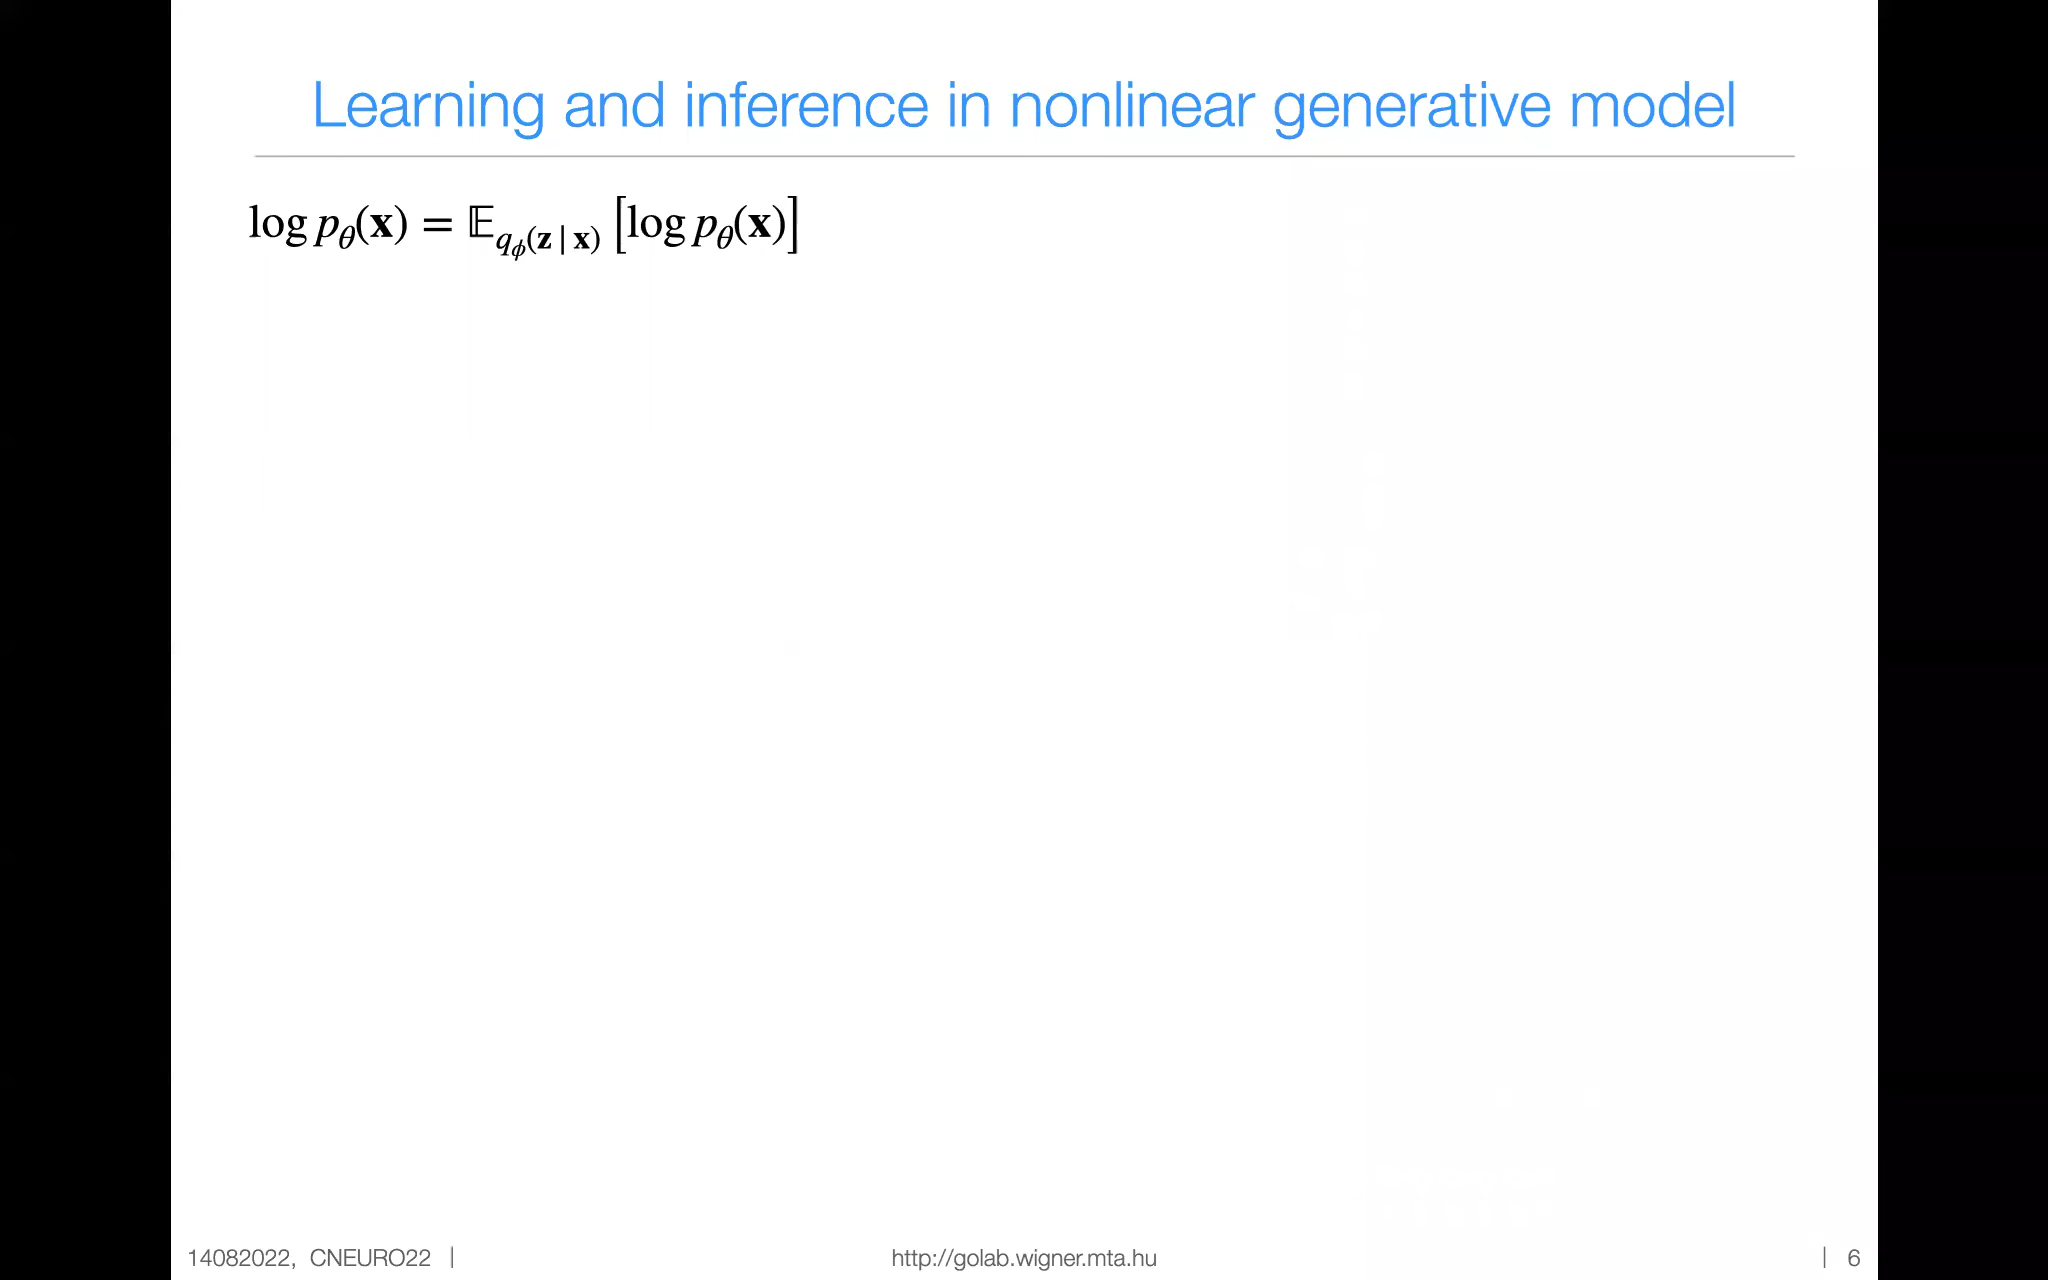 Learning and inference in nonlinear generative model
log p_θ(𝐱) = 𝔼_{q_ϕ(𝐳 | 𝐱)} [log p_θ(𝐱)]
14082022, CNEURO22 | http://golab.wigner.mta.hu | 6